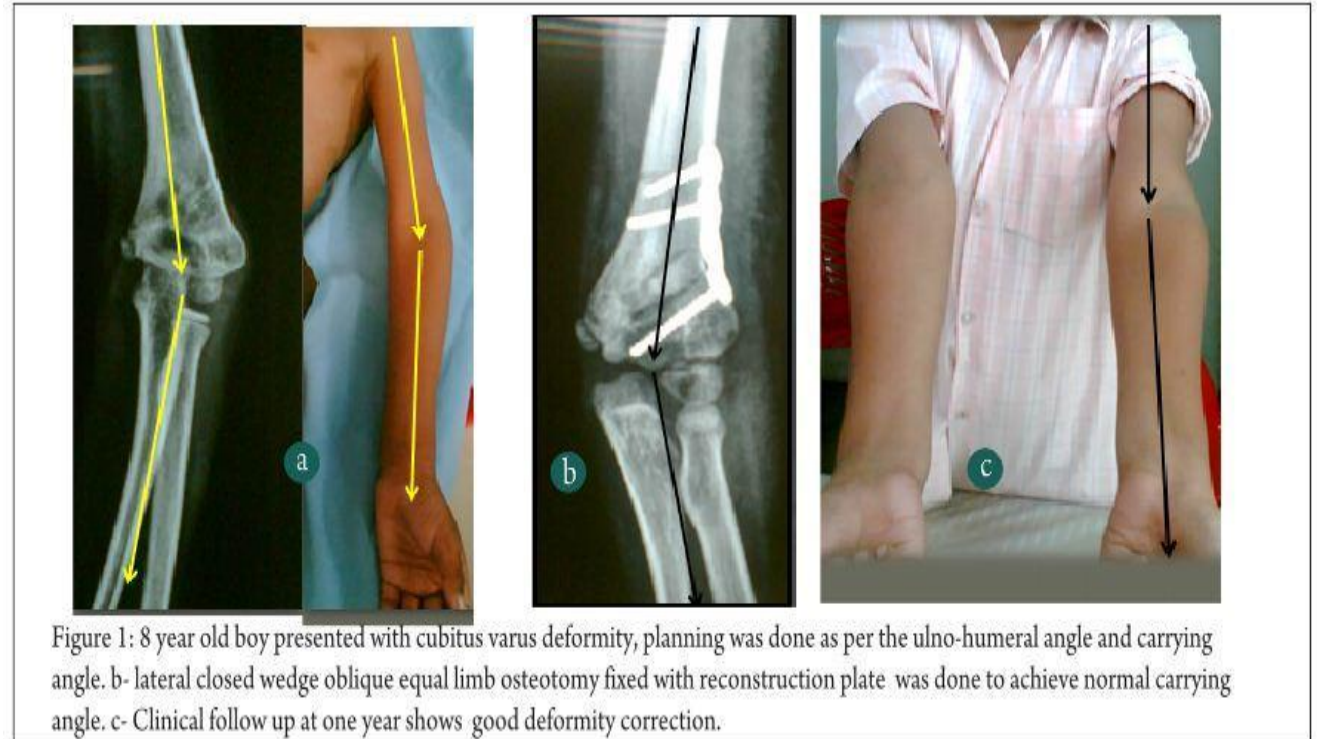 a
b
c
Figure 1: 8 year old boy presented with cubitus varus deformity, planning was done as per the ulno-humeral angle and carrying
angle. b- lateral closed wedge oblique equal limb osteotomy fixed with reconstruction plate was done to achieve normal carrying
angle. c- Clinical follow up at one year shows good deformity correction.